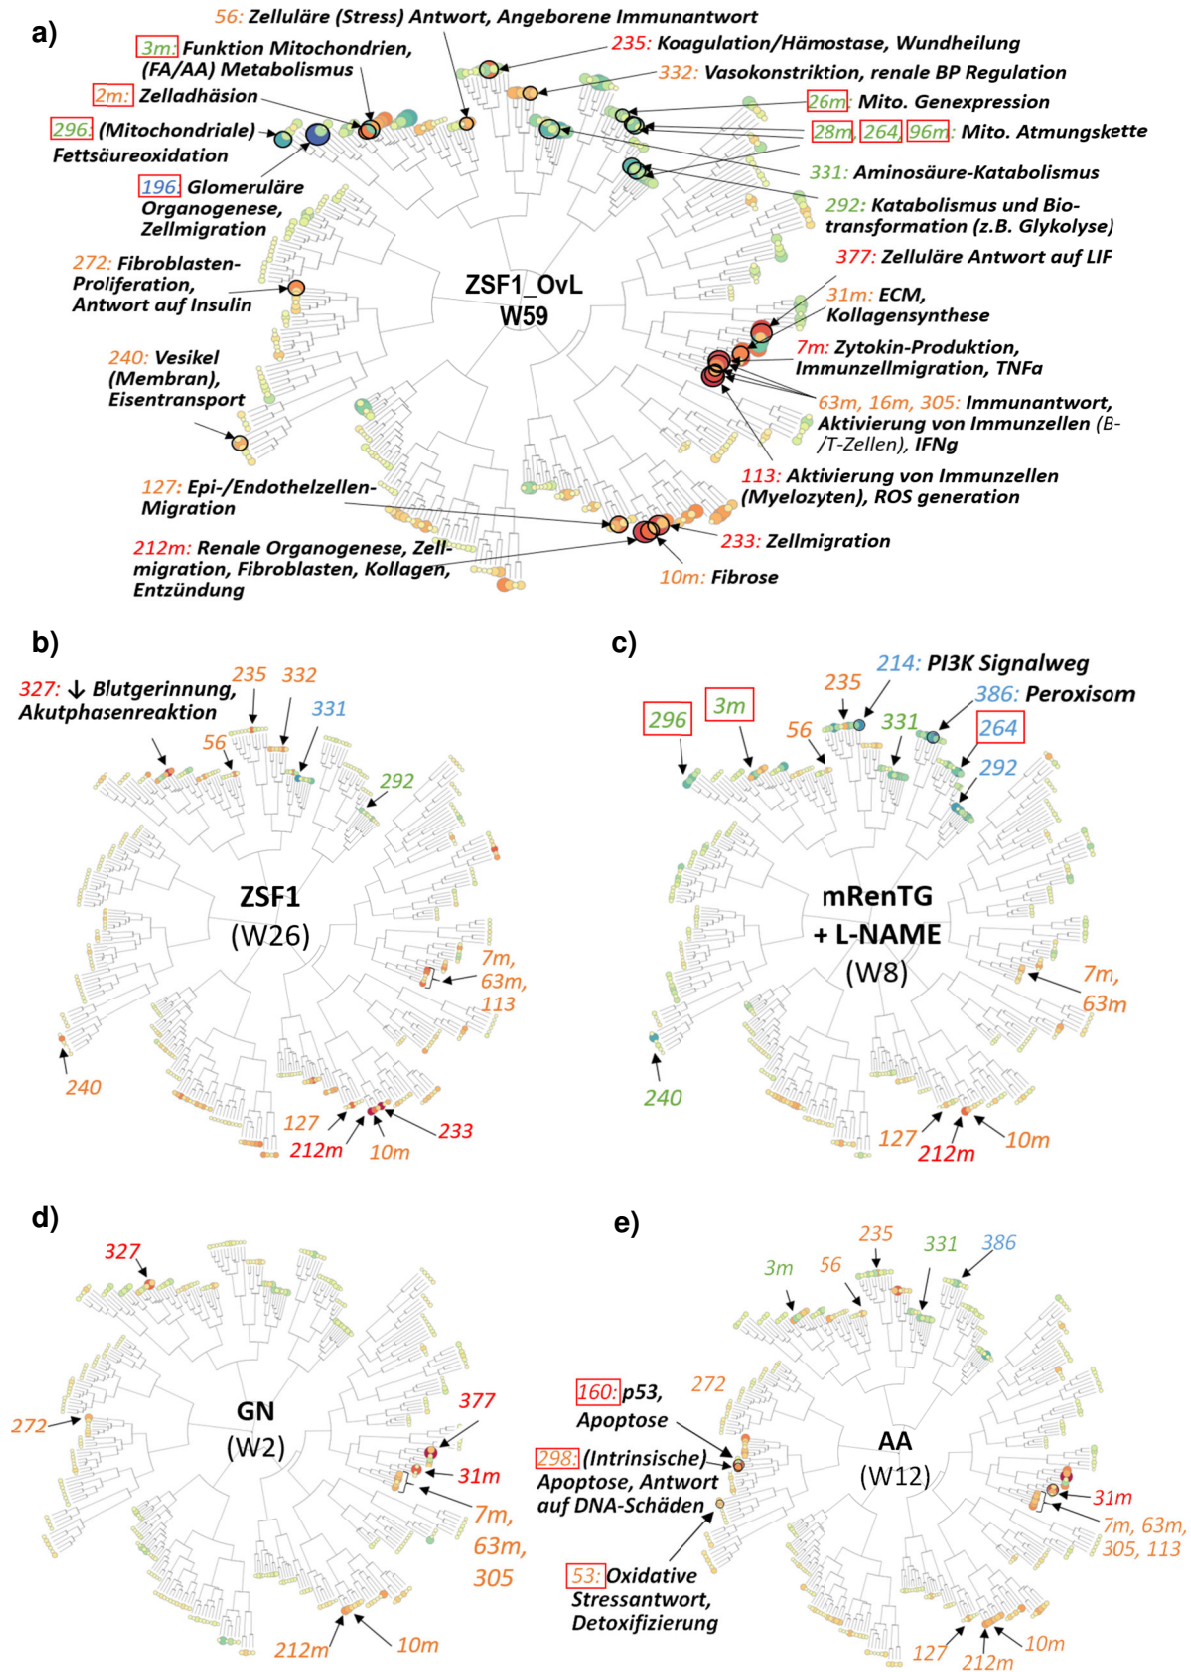 a)
56: Zelluläre (Stress) Antwort, Angeborene Immunantwort
3m: Funktion Mitochondrien,
(FA/AA) Metabolismus
2m: Zelladhäsion
296: (Mitochondriale)
Fettsäureoxidation
196: Glomeruläre
Organogenese,
Zellmigration
272: Fibroblasten-
Proliferation,
Antwort auf Insulin
240: Vesikel
(Membran),
Eisentransport
127: Epi-/Endothelzellen-
Migration
212m: Renale Organogenese, Zell-
migration, Fibroblasten, Kollagen,
Entzündung
ZSF1_OvL
W59
235: Koagulation/Hämostase, Wundheilung
332: Vasokonstriktion, renale BP Regulation
26m: Mito. Genexpression
28m, 264, 96m: Mito. Atmungskette
331: Aminosäure-Katabolismus
292: Katabolismus und Bio-
transformation (z.B. Glykolyse)
377: Zelluläre Antwort auf LIF
31m: ECM,
Kollagensynthese
7m: Zytokin-Produktion,
Immunzellmigration, TNFa
63m, 16m, 305: Immunantwort,
Aktivierung von Immunzellen (B-
/T-Zellen), IFNg
113: Aktivierung von Immunzellen
(Myelozyten), ROS generation
233: Zellmigration
10m: Fibrose
b)
327: ↓ Blutgerinnung,
Akutphasenreaktion
235
332
331
56
292
ZSF1
(W26)
7m,
63m,
113
240
127
212m
10m
233
c)
214: PI3K Signalweg
386: Peroxisom
235
3m
296
264
56
331
292
mRenTG
+ L-NAME
(W8)
7m,
63m
240
127
212m
10m
d)
327
GN
(W2)
272
377
31m
7m,
63m,
305
212m
10m
e)
235
331
386
3m
56
272
160: p53,
Apoptose
298: (Intrinsische)
Apoptose, Antwort
auf DNA-Schäden
53: Oxidative
Stressantwort,
Detoxifizierung
AA
(W12)
31m
7m, 63m,
305, 113
127
212m
10m